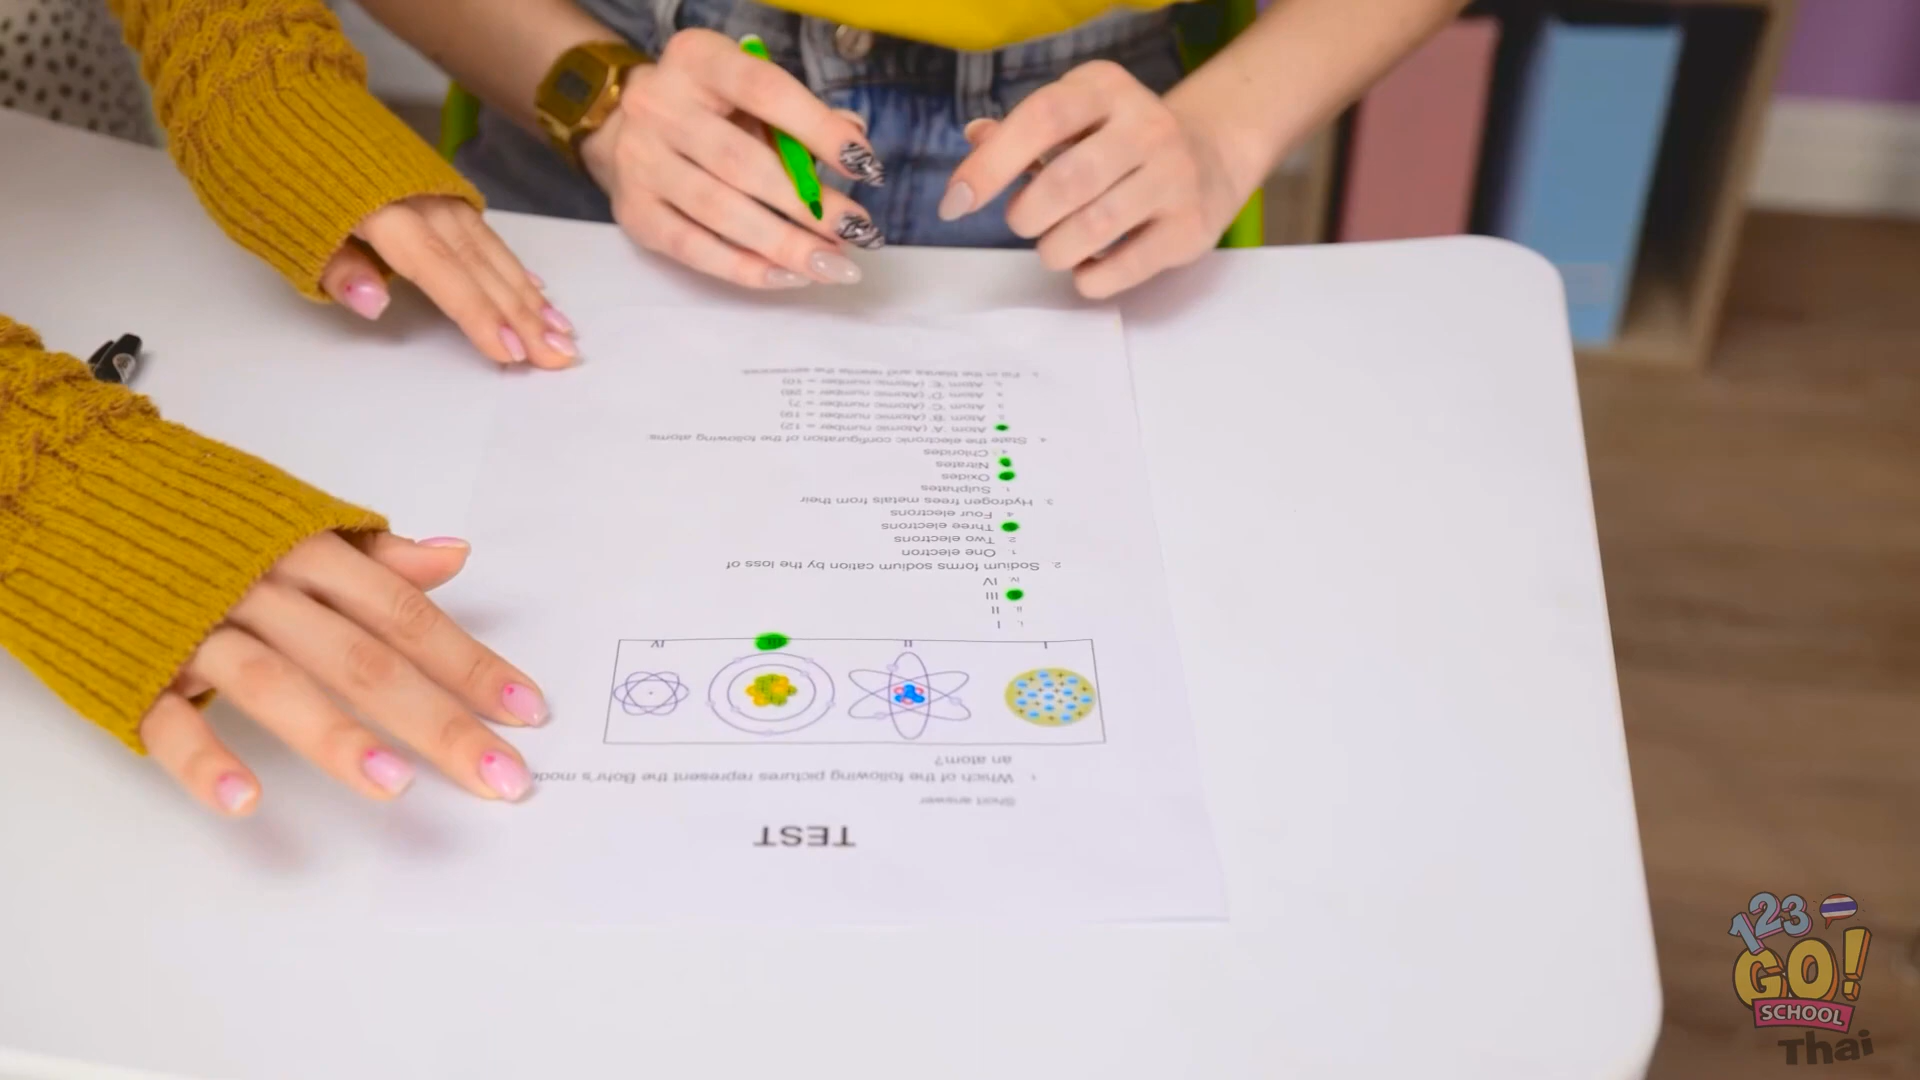 TEST
Short answer
1. Which of the following pictures represent the Bohr's mode
an atom?
I II III IV
i. I
ii. II
III
iv. IV
2. Sodium forms sodium cation by the loss of
1. One electron
2. Two electrons
Three electrons
4. Four electrons
3. Hydrogen frees metals from their
1. Sulphates
Oxides
Nitrates
4. Chlorides
4. State the electronic configuration of the following atoms:
Atom 'A' (Atomic number = 12)
2. Atom 'B' (Atomic number = 19)
3. Atom 'C' (Atomic number = 7)
4. Atom 'D' (Atomic number = 26)
5. Atom 'E' (Atomic number = 10)
Fill in the blanks and rewrite the sentences
123
GO!
SCHOOL
Thai